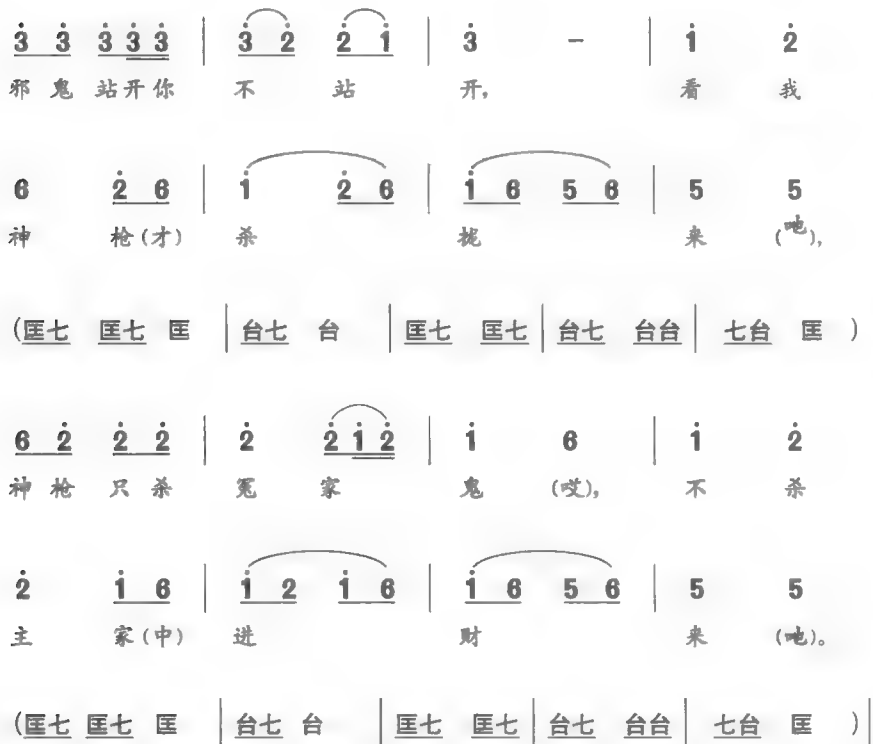 3̇ 3̇ 3̇ 3̇ 3̇ | 3̇ 2̇ 2̇ 1̇ | 3̇ - | 1̇ 2̇
邪 鬼 站 开 你 不 站 开, 看 我
6 2̇ 6 | 1̇ 2̇ 6 | 1̇ 6 5 6 | 5 5
神 枪 (才) 杀 拢 来 (吔),
(匡七 匡七 匡 | 台七 台 | 匡七 匡七 | 台七 台台 | 七台 匡 )
6 2̇ 2̇ 2̇ | 2̇ 2̇ 1̇ 2̇ | 1̇ 6 | 1̇ 2̇
神 枪 只 杀 冤 家 鬼 (哎), 不 杀
2̇ 1̇ 6 | 1̇ 2 1̇ 6 | 1̇ 6 5 6 | 5 5
主 家 (中) 进 财 来 (吔)。
(匡七 匡七 匡 | 台七 台 | 匡七 匡七 | 台七 台台 | 七台 匡 ) |